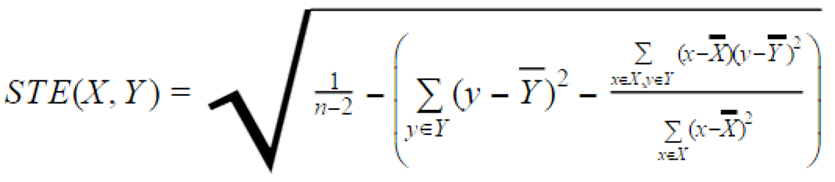 STE(X, Y) = √( 1/(n−2) − ( ∑_{y∈Y} (y − Y̅)² − ( ∑_{x∈X,y∈Y} (x−X̅)(y−Y̅)² ) / ( ∑_{x∈X} (x−X̅)² ) ) )